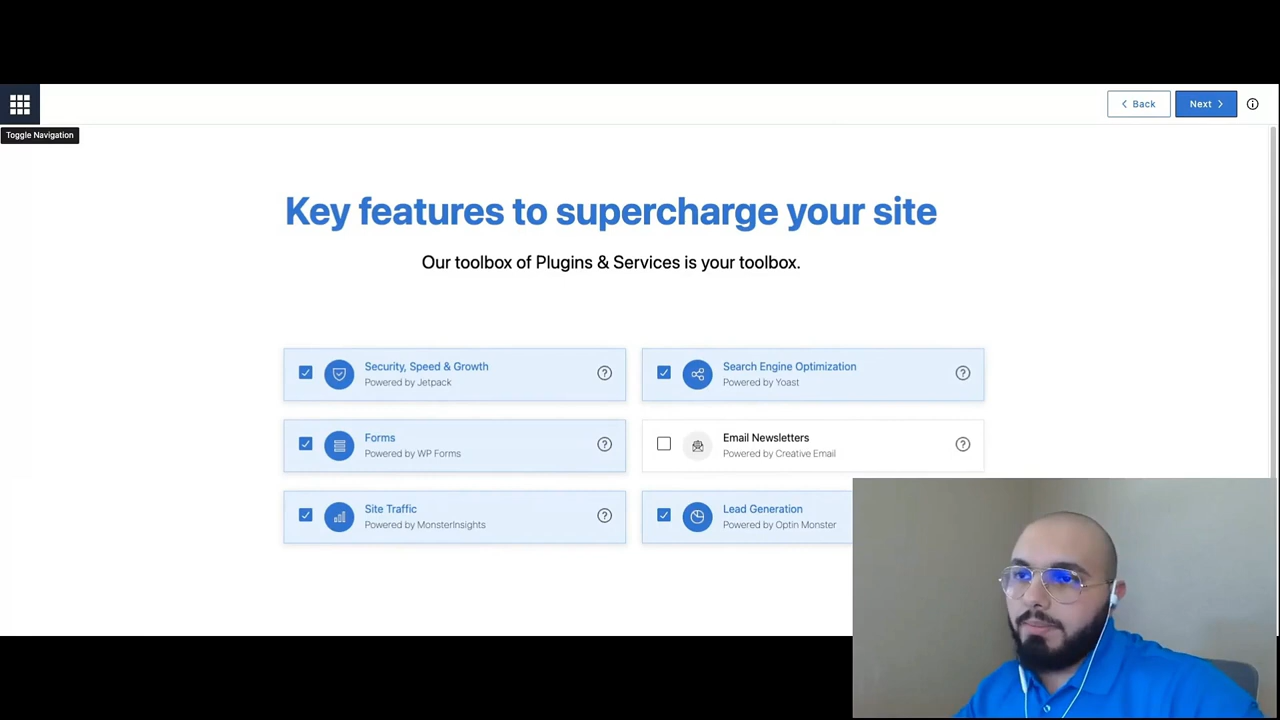 Back
Next
Toggle Navigation
Key features to supercharge your site
Our toolbox of Plugins & Services is your toolbox.
Security, Speed & Growth
Powered by Jetpack
Search Engine Optimization
Powered by Yoast
Forms
Powered by WP Forms
Email Newsletters
Powered by Creative Email
Site Traffic
Powered by MonsterInsights
Lead Generation
Powered by Optin Monster